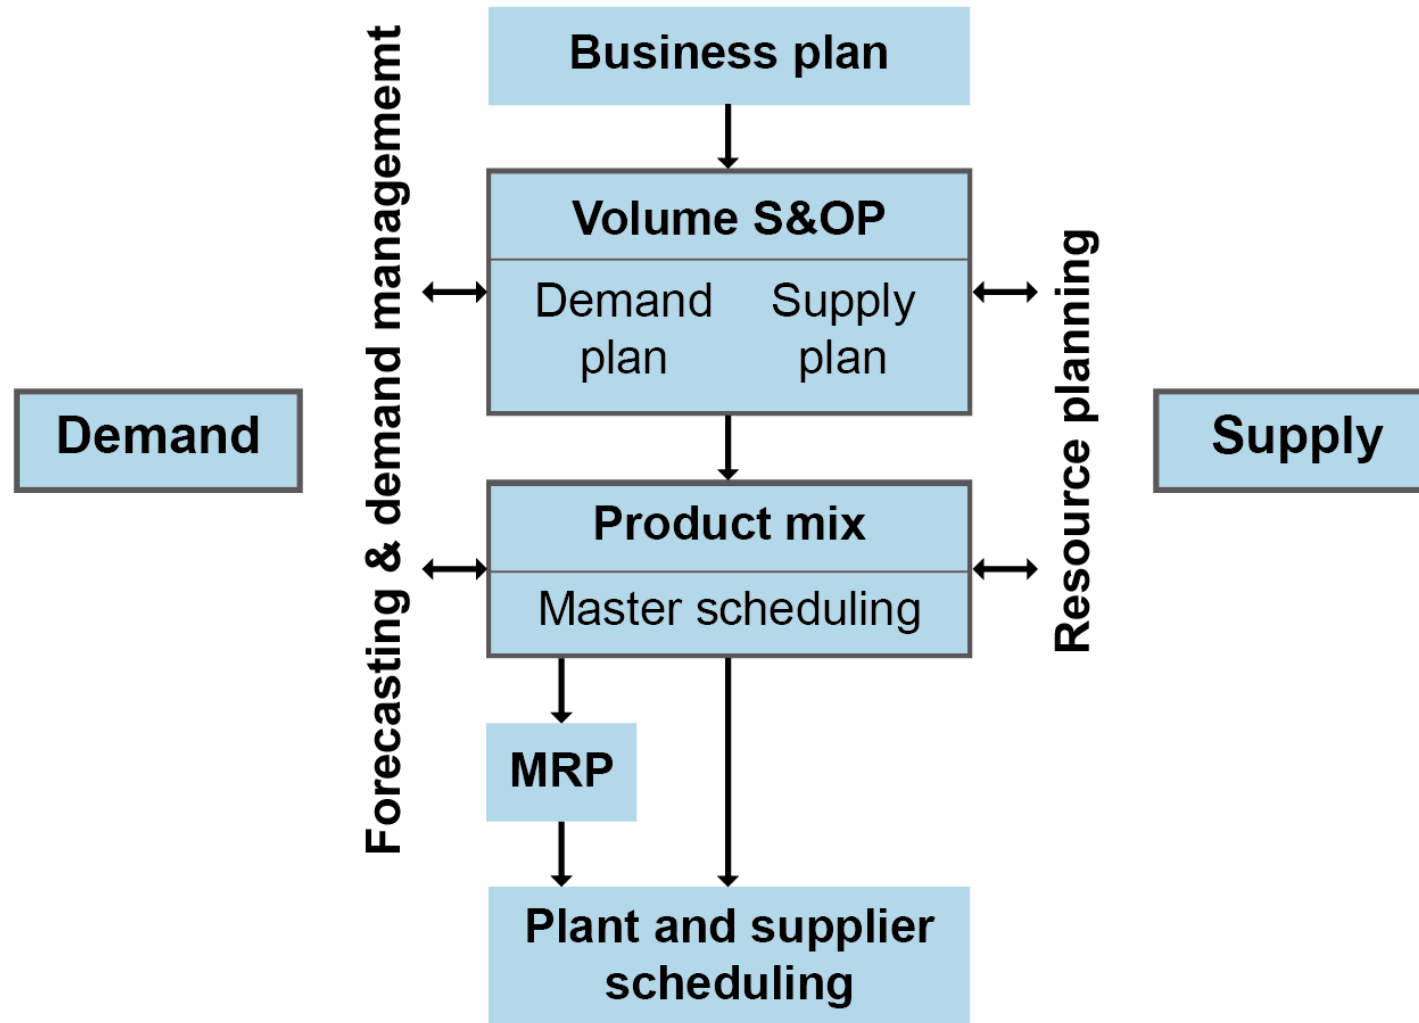 Business plan
Volume S&OP
Demand plan
Supply plan
Forecasting & demand managememt
Resource planning
Demand
Supply
Product mix
Master scheduling
MRP
Plant and supplier
scheduling